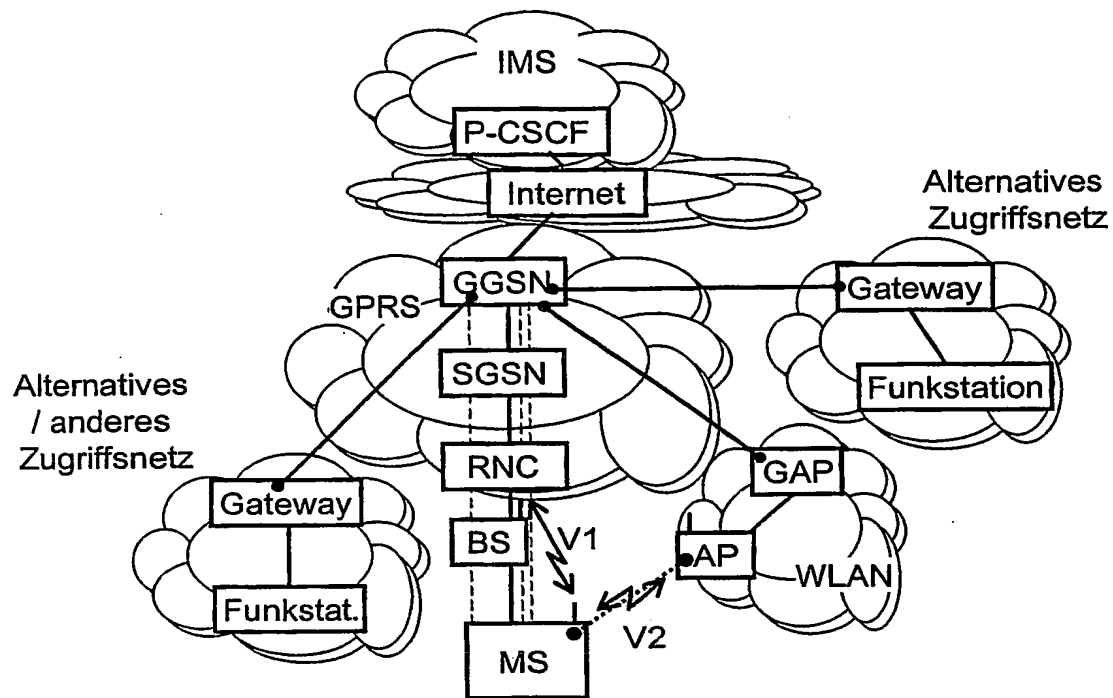 IMS
P-CSCF
Internet
Alternatives
Zugriffsnetz
GGSN
Gateway
GPRS
SGSN
Funkstation
Alternatives
/ anderes
Zugriffsnetz
RNC
GAP
Gateway
BS
V1
AP
WLAN
Funkstat.
V2
MS